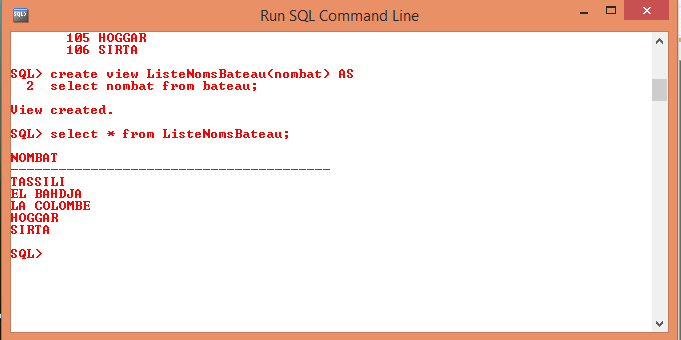 Run SQL Command Line
105 HOGGAR
106 SIRTA
SQL> create view ListeNomsBateau(nombat) AS
2 select nombat from bateau;
View created.
SQL> select * from ListeNomsBateau;
NOMBAT
----------------------------------------
TASSILI
EL BAHDJA
LA COLOMBE
HOGGAR
SIRTA
SQL>